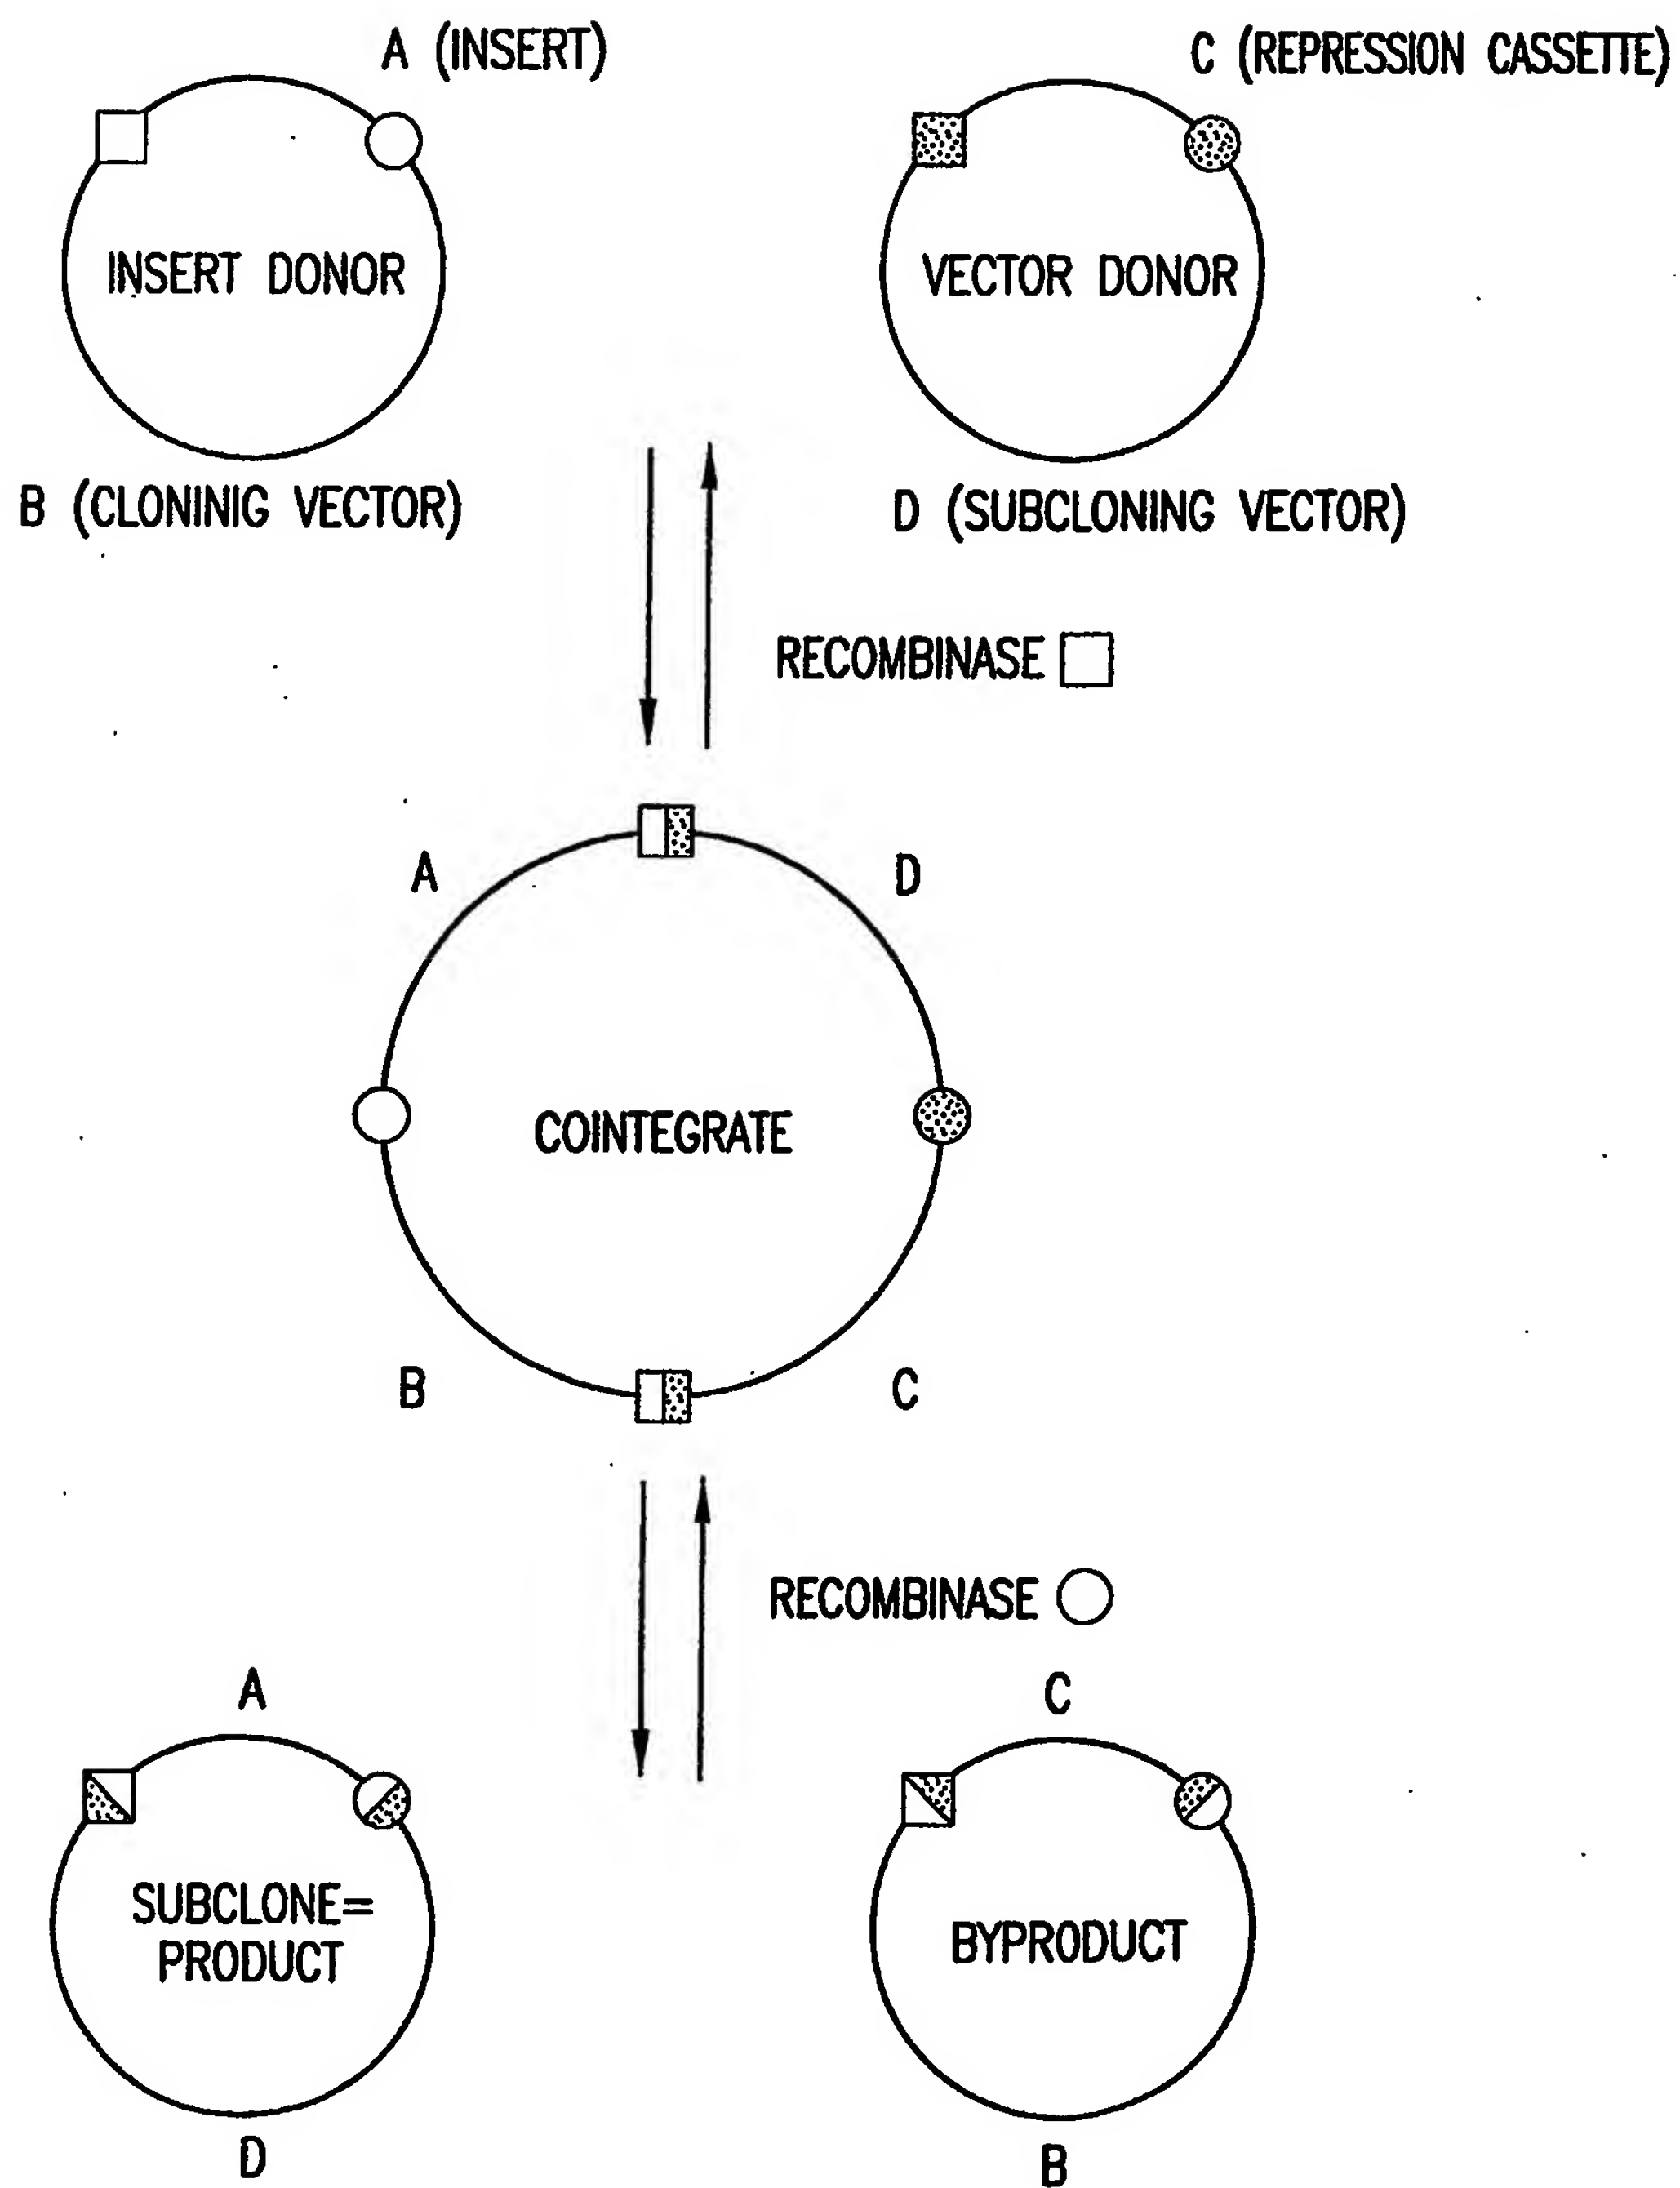 A (INSERT)
C (REPRESSION CASSETTE)
INSERT DONOR
VECTOR DONOR
B (CLONINIG VECTOR)
D (SUBCLONING VECTOR)
RECOMBINASE
A
D
COINTEGRATE
B
C
RECOMBINASE
A
C
SUBCLONE=
PRODUCT
BYPRODUCT
D
B